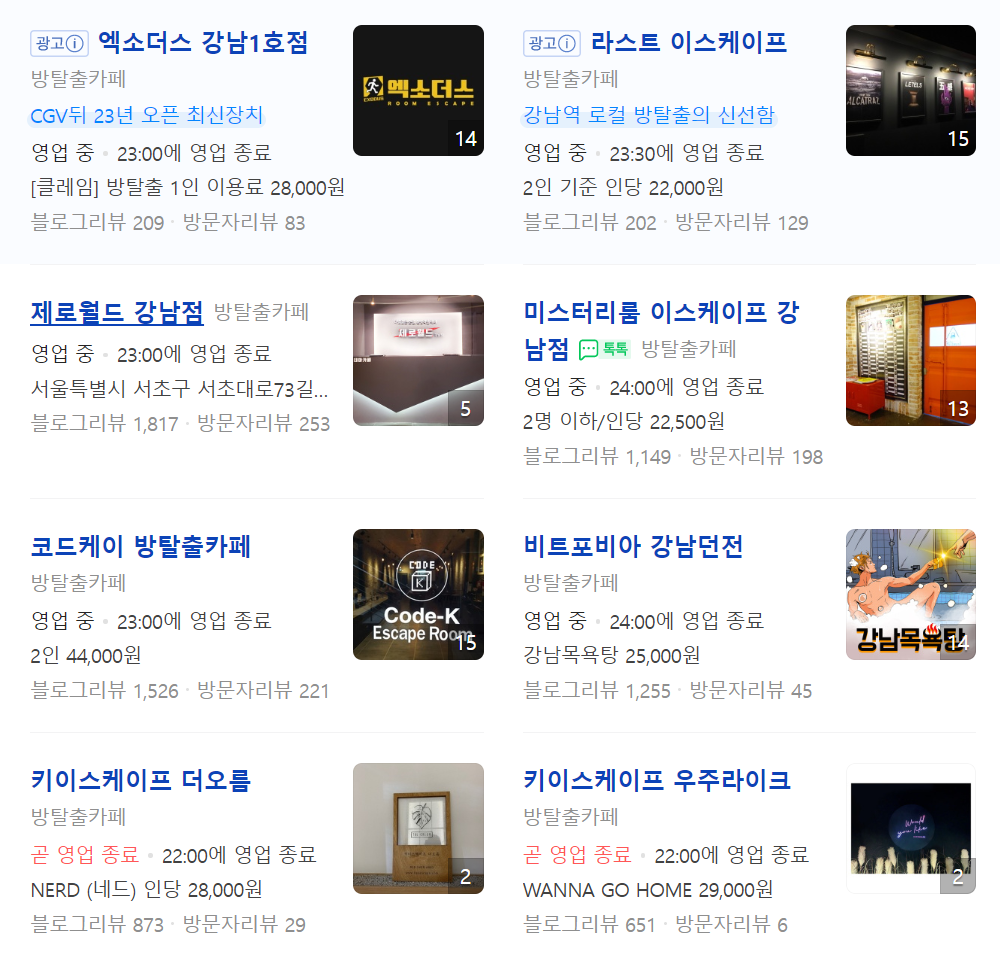 광고 엑소더스 강남1호점
방탈출카페
CGV뒤 23년 오픈 최신장치
영업 중 · 23:00에 영업 종료
[클레임] 방탈출 1인 이용료 28,000원
블로그리뷰 209 · 방문자리뷰 83
엑소더스
EXODUS
ROOM ESCAPE
14
광고 라스트 이스케이프
방탈출카페
강남역 로컬 방탈출의 신선함
영업 중 · 23:30에 영업 종료
2인 기준 인당 22,000원
블로그리뷰 202 · 방문자리뷰 129
ALCATRAZ
15
제로월드 강남점 방탈출카페
영업 중 · 23:00에 영업 종료
서울특별시 서초구 서초대로73길...
블로그리뷰 1,817 · 방문자리뷰 253
제로월드
5
미스터리룸 이스케이프 강
남점 톡톡 방탈출카페
영업 중 · 24:00에 영업 종료
2명 이하/인당 22,500원
블로그리뷰 1,149 · 방문자리뷰 198
13
코드케이 방탈출카페
방탈출카페
영업 중 · 23:00에 영업 종료
2인 44,000원
블로그리뷰 1,526 · 방문자리뷰 221
CODE
K
Code-K
Escape Room
15
비트포비아 강남던전
방탈출카페
영업 중 · 24:00에 영업 종료
강남목욕탕 25,000원
블로그리뷰 1,255 · 방문자리뷰 45
강남목욕탕
14
키이스케이프 더오름
방탈출카페
곧 영업 종료 · 22:00에 영업 종료
NERD (네드) 인당 28,000원
블로그리뷰 873 · 방문자리뷰 29
2
키이스케이프 우주라이크
방탈출카페
곧 영업 종료 · 22:00에 영업 종료
WANNA GO HOME 29,000원
블로그리뷰 651 · 방문자리뷰 6
Would
you like
2